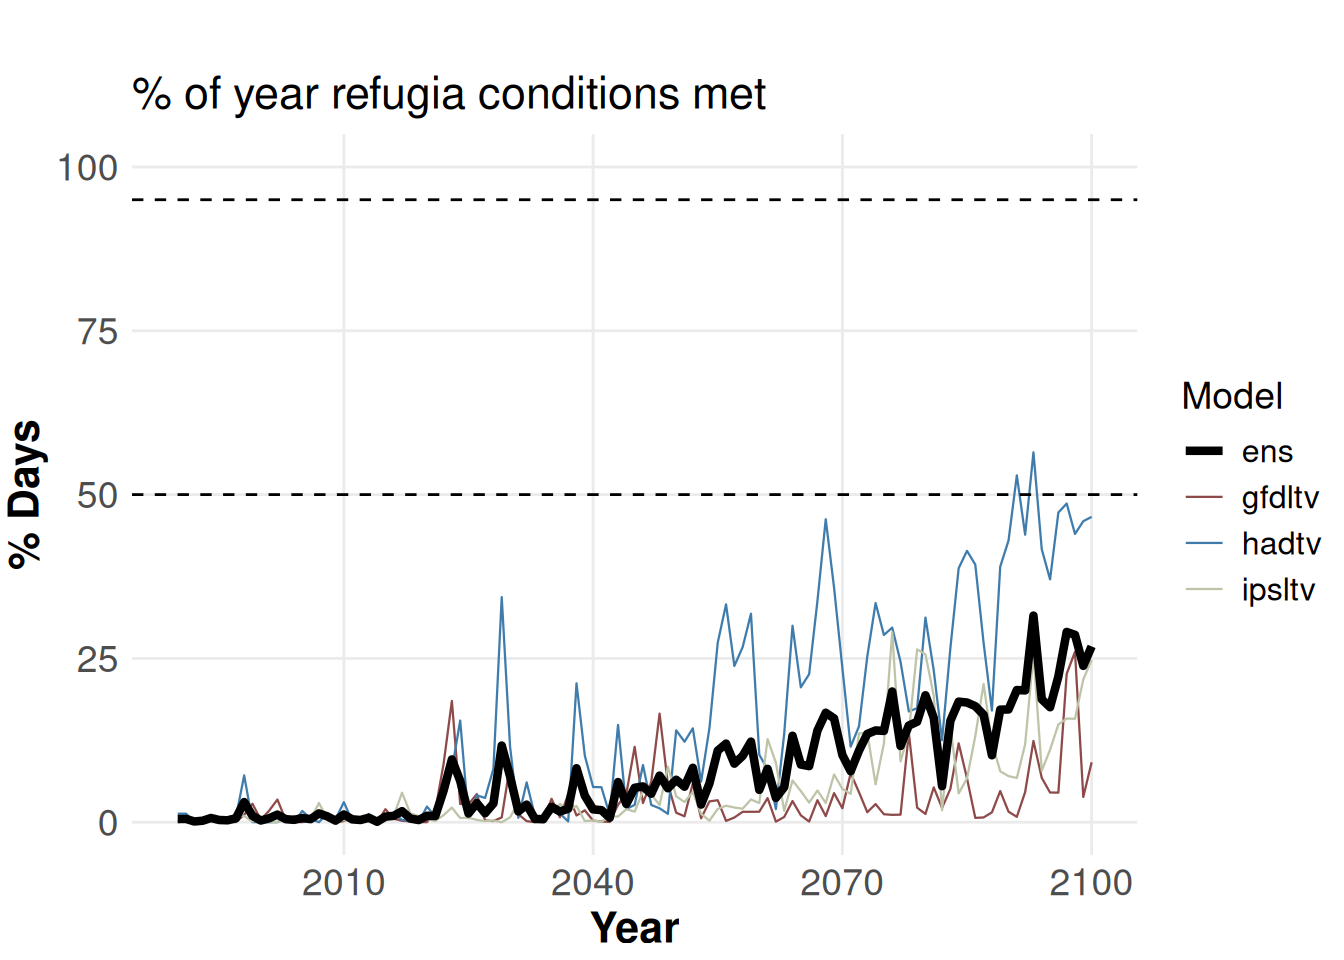 % of year refugia conditions met
100
75
50
25
0
% Days
2010
2040
2070
2100
Year
Model
ens
gfdltv
hadtv
ipsltv